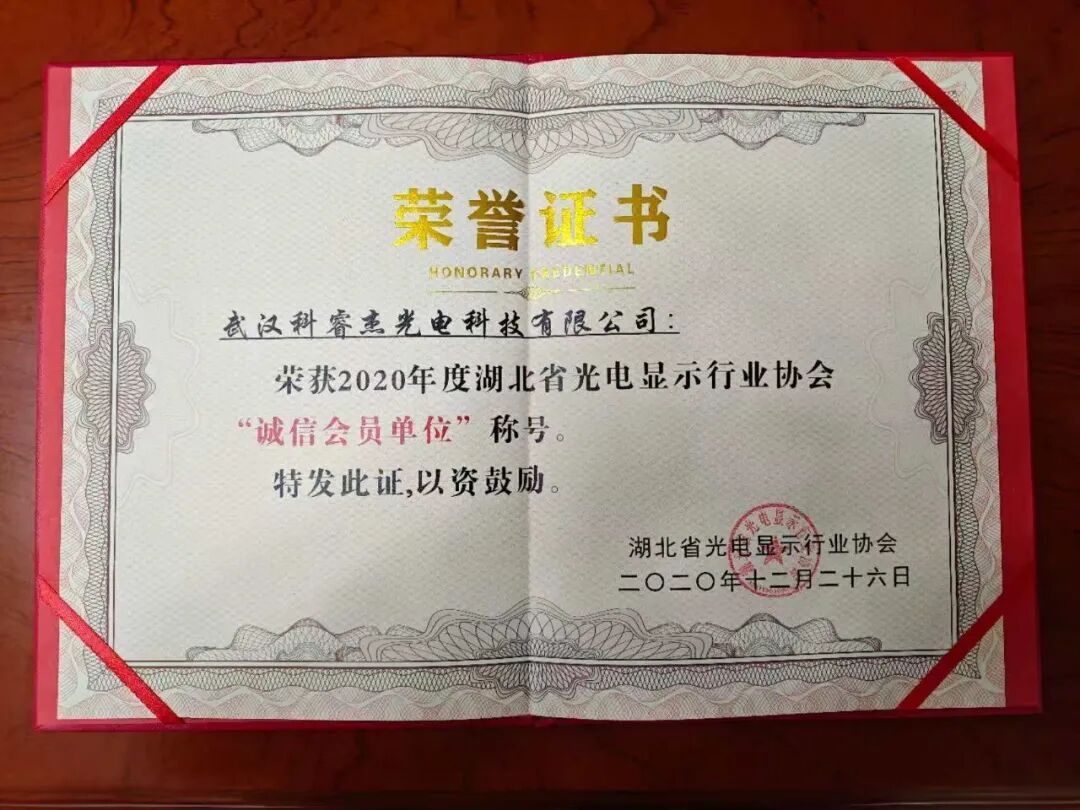 荣誉证书
HONORARY CREDENTIAL
武汉科睿杰光电科技有限公司：
荣获2020年度湖北省光电显示行业协会
“诚信会员单位”称号。
特发此证,以资鼓励。
湖北省光电显示行业协会
二〇二〇年十二月二十六日